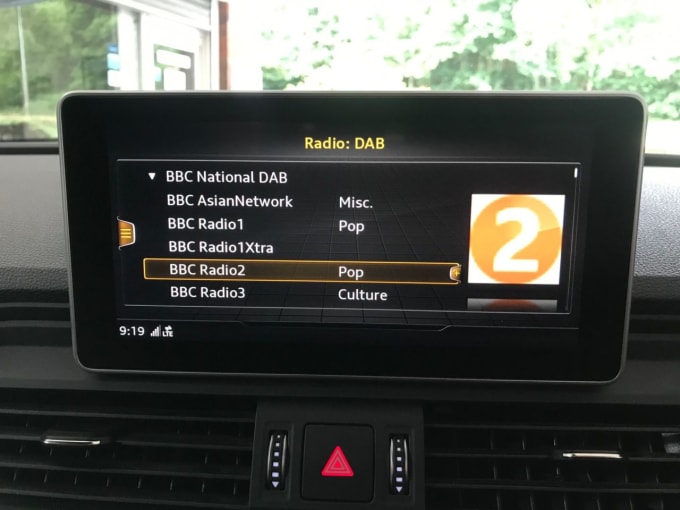 Radio: DAB
▼ BBC National DAB
BBC AsianNetwork Misc.
BBC Radio1 Pop
BBC Radio1Xtra
BBC Radio2 Pop
BBC Radio3 Culture
2
9:19 LTE